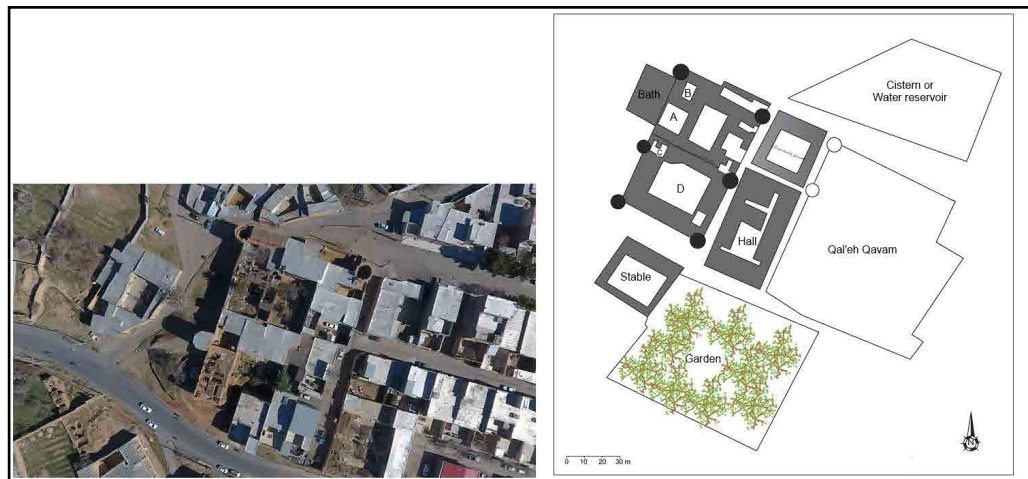 Cistern or
Water reservoir
Bath
B
A
C
D
Hall
Qal'eh Qavam
Stable
Garden
0 10 20 30 m
N